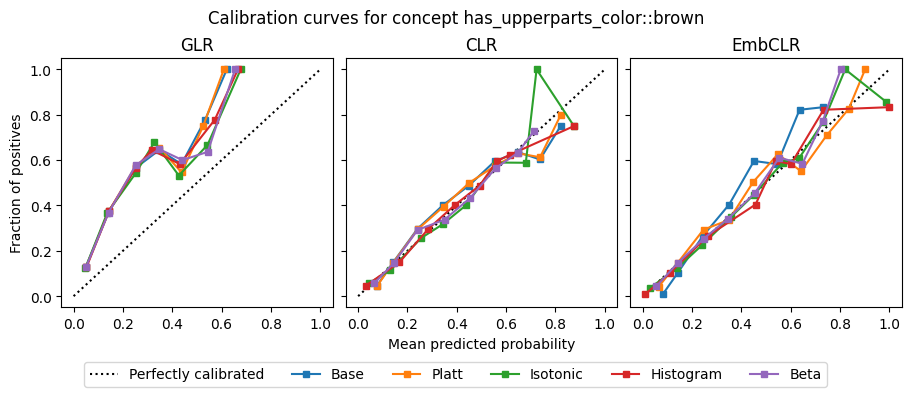 Calibration curves for concept has_upperparts_color::brown
GLR CLR EmbCLR
Fraction of positives
1.0
0.8
0.6
0.4
0.2
0.0
0.0 0.2 0.4 0.6 0.8 1.0 0.0 0.2 0.4 0.6 0.8 1.0 0.0 0.2 0.4 0.6 0.8 1.0
Mean predicted probability
Perfectly calibrated Base Platt Isotonic Histogram Beta